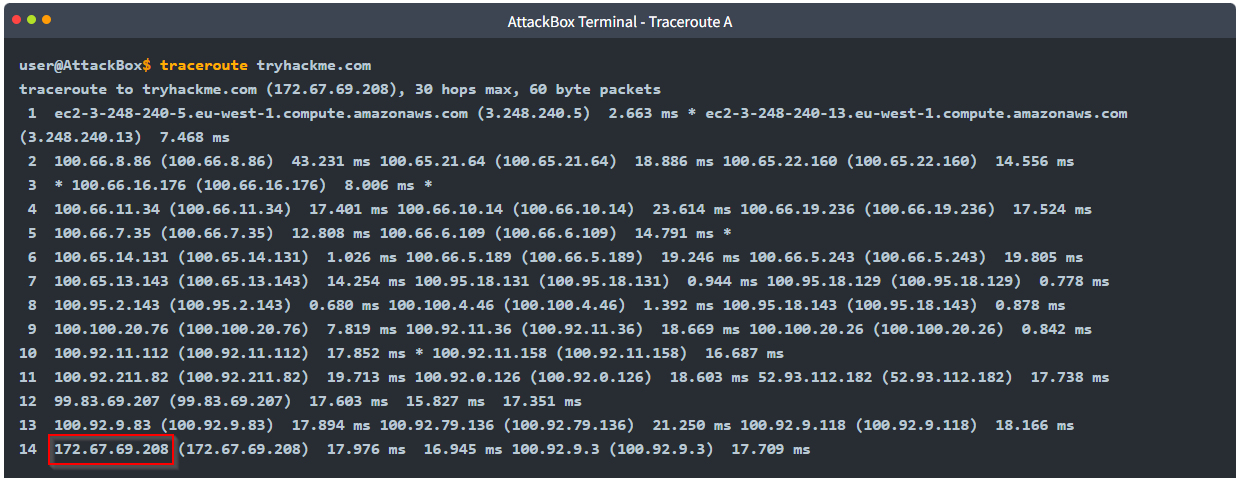 AttackBox Terminal - Traceroute A
user@AttackBox$ traceroute tryhackme.com
traceroute to tryhackme.com (172.67.69.208), 30 hops max, 60 byte packets
1 ec2-3-248-240-5.eu-west-1.compute.amazonaws.com (3.248.240.5) 2.663 ms * ec2-3-248-240-13.eu-west-1.compute.amazonaws.com
(3.248.240.13) 7.468 ms
2 100.66.8.86 (100.66.8.86) 43.231 ms 100.65.21.64 (100.65.21.64) 18.886 ms 100.65.22.160 (100.65.22.160) 14.556 ms
3 * 100.66.16.176 (100.66.16.176) 8.006 ms *
4 100.66.11.34 (100.66.11.34) 17.401 ms 100.66.10.14 (100.66.10.14) 23.614 ms 100.66.19.236 (100.66.19.236) 17.524 ms
5 100.66.7.35 (100.66.7.35) 12.808 ms 100.66.6.109 (100.66.6.109) 14.791 ms *
6 100.65.14.131 (100.65.14.131) 1.026 ms 100.66.5.189 (100.66.5.189) 19.246 ms 100.66.5.243 (100.66.5.243) 19.805 ms
7 100.65.13.143 (100.65.13.143) 14.254 ms 100.95.18.131 (100.95.18.131) 0.944 ms 100.95.18.129 (100.95.18.129) 0.778 ms
8 100.95.2.143 (100.95.2.143) 0.680 ms 100.100.4.46 (100.100.4.46) 1.392 ms 100.95.18.143 (100.95.18.143) 0.878 ms
9 100.100.20.76 (100.100.20.76) 7.819 ms 100.92.11.36 (100.92.11.36) 18.669 ms 100.100.20.26 (100.100.20.26) 0.842 ms
10 100.92.11.112 (100.92.11.112) 17.852 ms * 100.92.11.158 (100.92.11.158) 16.687 ms
11 100.92.211.82 (100.92.211.82) 19.713 ms 100.92.0.126 (100.92.0.126) 18.603 ms 52.93.112.182 (52.93.112.182) 17.738 ms
12 99.83.69.207 (99.83.69.207) 17.603 ms 15.827 ms 17.351 ms
13 100.92.9.83 (100.92.9.83) 17.894 ms 100.92.79.136 (100.92.79.136) 21.250 ms 100.92.9.118 (100.92.9.118) 18.166 ms
14 172.67.69.208 (172.67.69.208) 17.976 ms 16.945 ms 100.92.9.3 (100.92.9.3) 17.709 ms